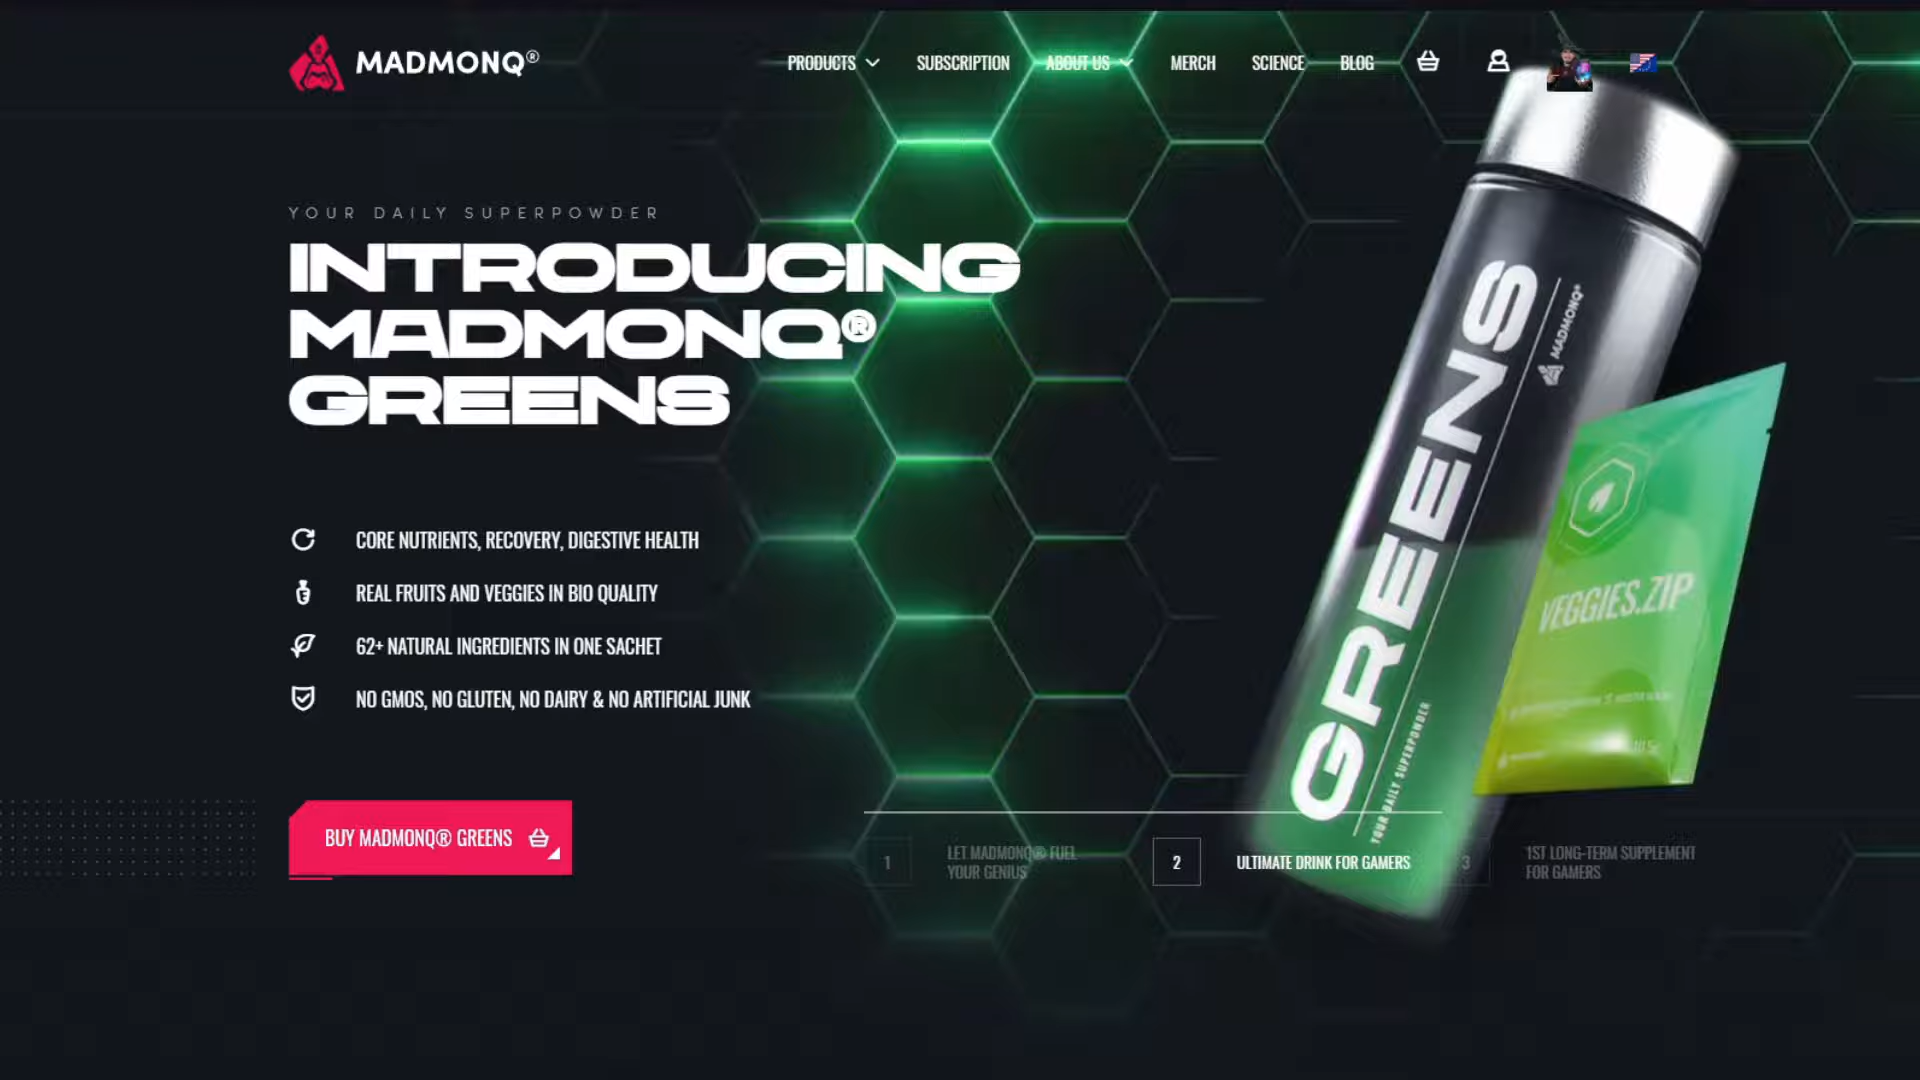 MADMONQ®
PRODUCTS
SUBSCRIPTION
ABOUT US
MERCH
SCIENCE
BLOG
YOUR DAILY SUPERPOWDER
INTRODUCING
MADMONQ®
GREENS
CORE NUTRIENTS, RECOVERY, DIGESTIVE HEALTH
REAL FRUITS AND VEGGIES IN BIO QUALITY
62+ NATURAL INGREDIENTS IN ONE SACHET
NO GMOS, NO GLUTEN, NO DAIRY & NO ARTIFICIAL JUNK
BUY MADMONQ® GREENS
GREENS
MADMONQ®
YOUR DAILY SUPERPOWDER
VEGGIES.ZIP
1
LET MADMONQ® FUEL
YOUR GENIUS
2
ULTIMATE DRINK FOR GAMERS
3
1ST LONG-TERM SUPPLEMENT
FOR GAMERS